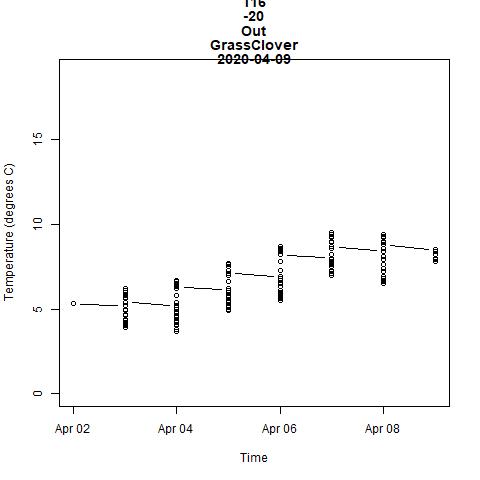 T16
-20
Out
GrassClover
2020-04-09
Temperature (degrees C)
15
10
5
0
Apr 02
Apr 04
Apr 06
Apr 08
Time